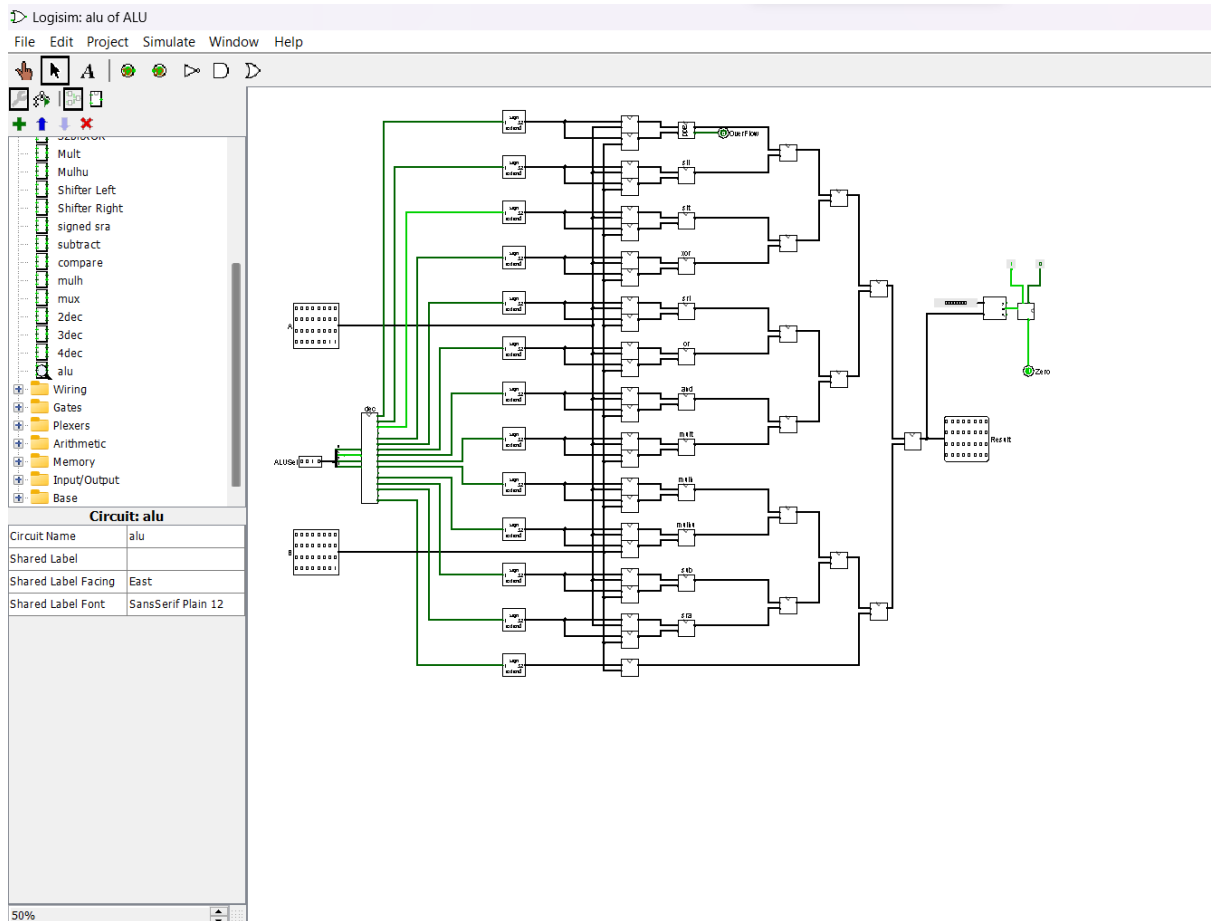 Logisim: alu of ALU
File Edit Project Simulate Window Help
Mult
Mulhu
Shifter Left
Shifter Right
signed sra
subtract
compare
mulh
mux
2dec
3dec
4dec
alu
Wiring
Gates
Plexers
Arithmetic
Memory
Input/Output
Base
Circuit: alu
Circuit Name alu
Shared Label
Shared Label Facing East
Shared Label Font SansSerif Plain 12
50%
add
OverFlow
sll
slt
xor
srl
or
and
mult
sub
sra
A
dec
ALUSel
B
Result
Zero